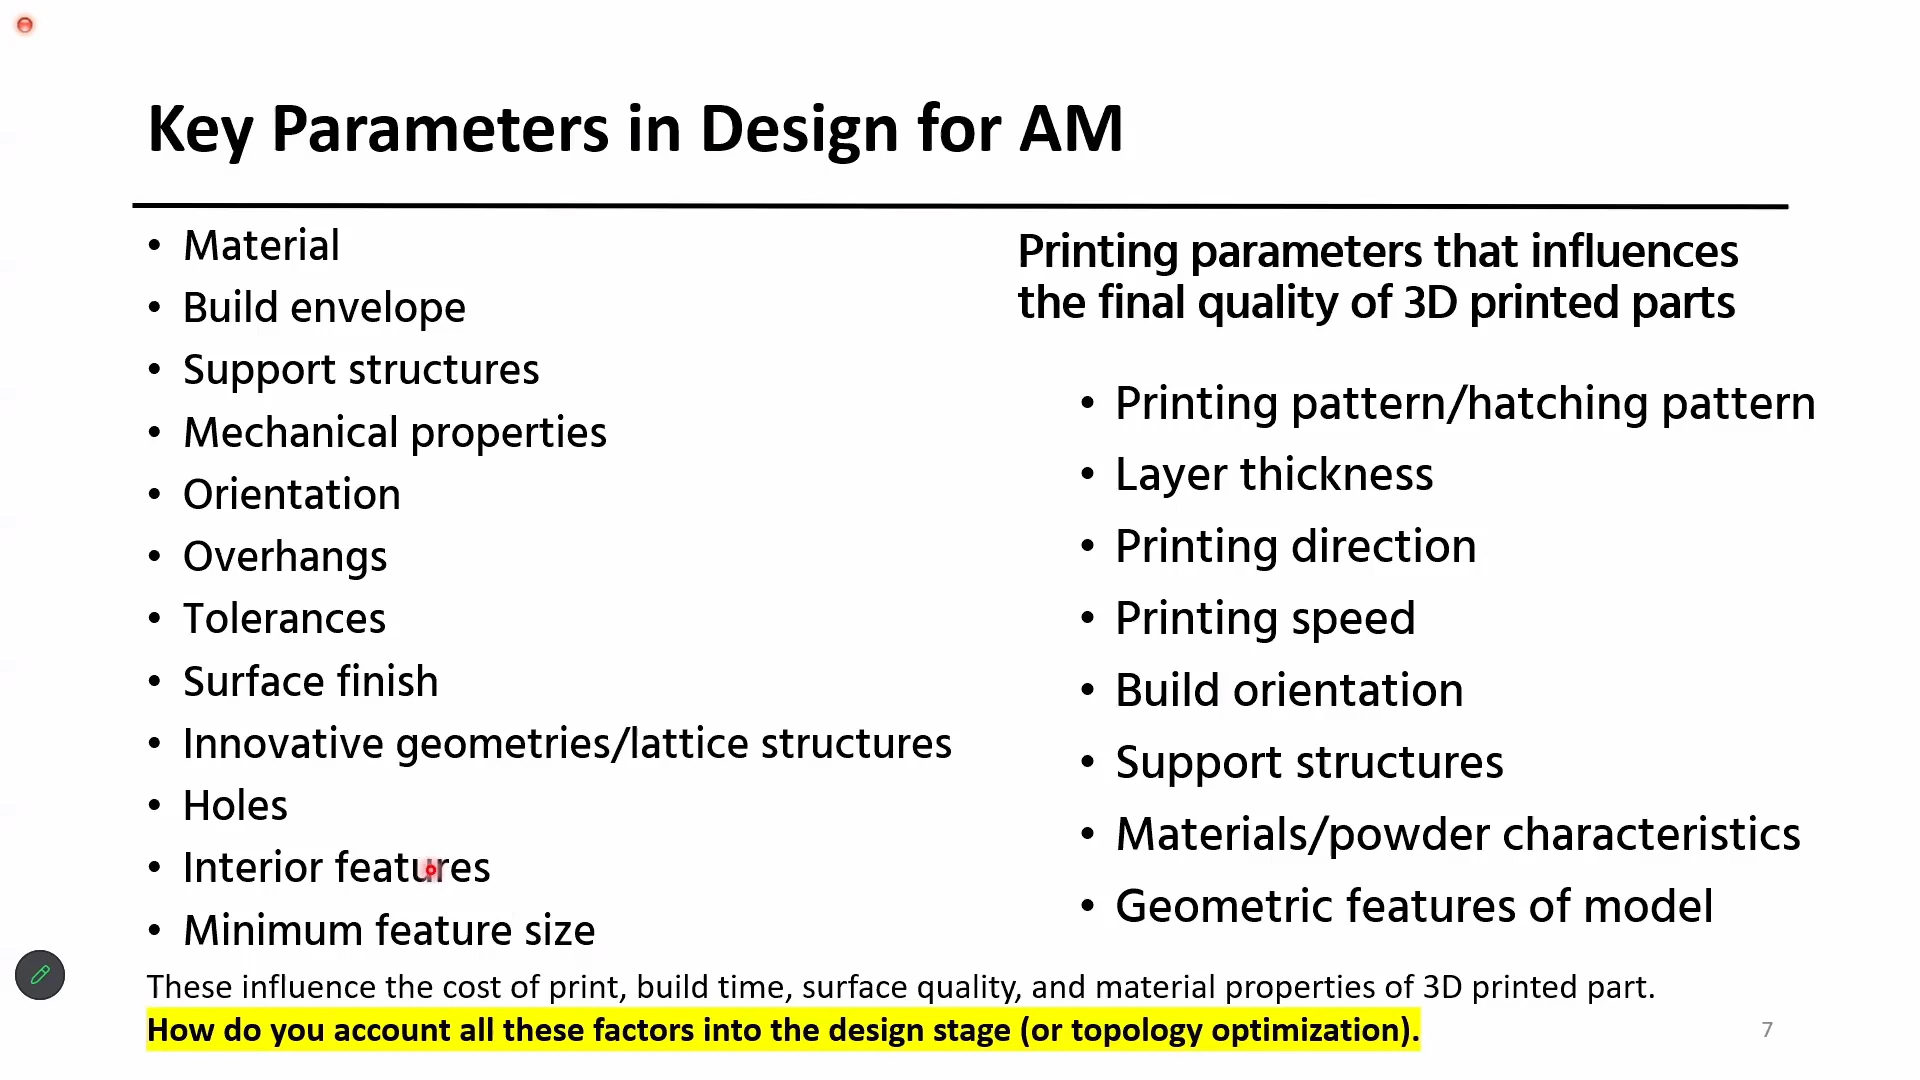 Key Parameters in Design for AM
• Material
• Build envelope
• Support structures
• Mechanical properties
• Orientation
• Overhangs
• Tolerances
• Surface finish
• Innovative geometries/lattice structures
• Holes
• Interior features
• Minimum feature size
Printing parameters that influences
the final quality of 3D printed parts
• Printing pattern/hatching pattern
• Layer thickness
• Printing direction
• Printing speed
• Build orientation
• Support structures
• Materials/powder characteristics
• Geometric features of model
These influence the cost of print, build time, surface quality, and material properties of 3D printed part.
How do you account all these factors into the design stage (or topology optimization).
7